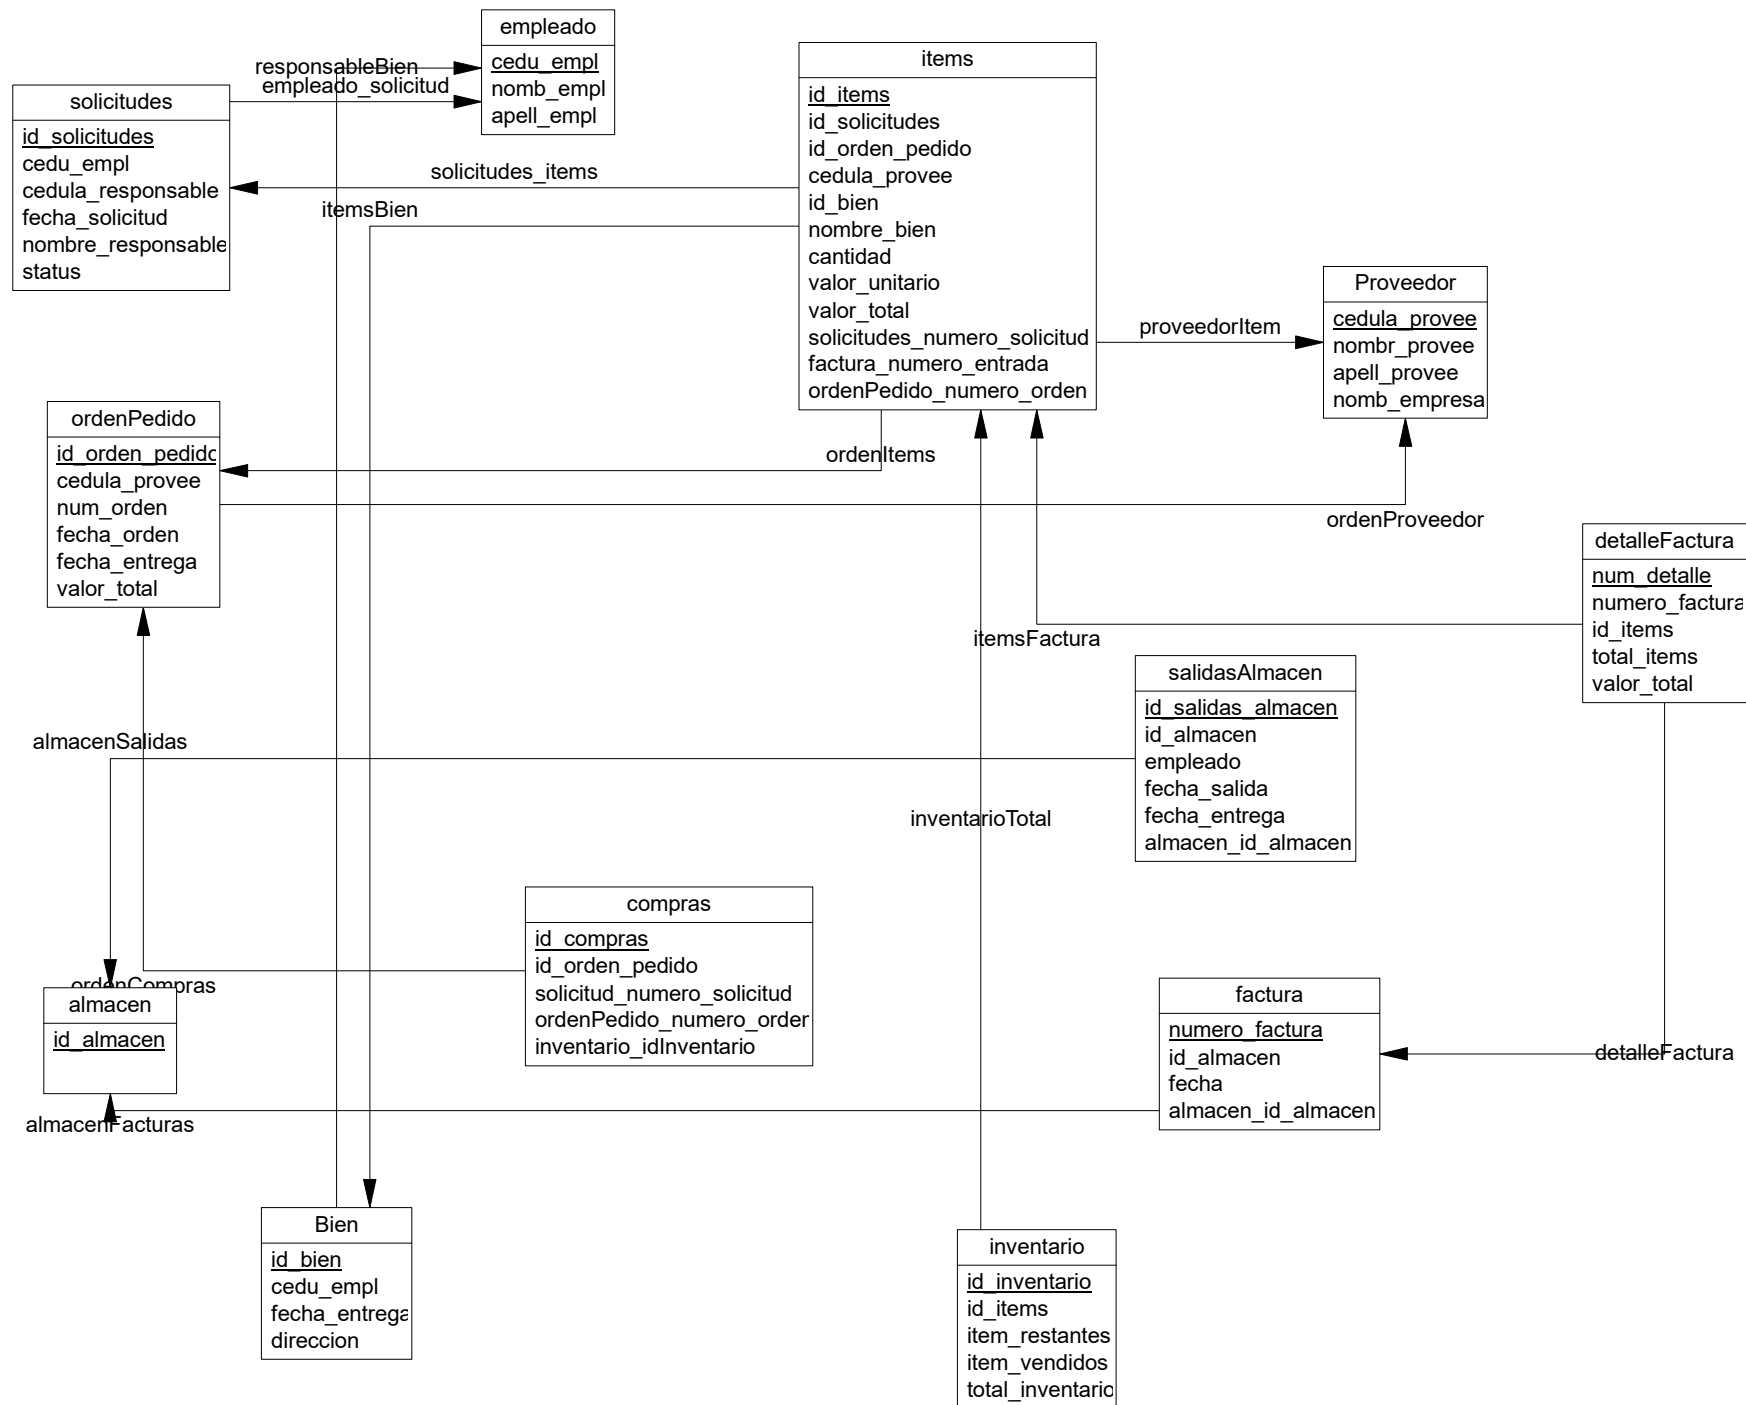 empleado
cedu_empl
nomb_empl
apell_empl
responsableBien
empleado_solicitud
solicitudes
id_solicitudes
cedu_empl
cedula_responsable
fecha_solicitud
nombre_responsable
status
items
id_items
id_solicitudes
id_orden_pedido
cedula_provee
id_bien
nombre_bien
cantidad
valor_unitario
valor_total
solicitudes_numero_solicitud
factura_numero_entrada
ordenPedido_numero_orden
solicitudes_items
itemsBien
Proveedor
cedula_provee
nombr_provee
apell_provee
nomb_empresa
proveedorItem
ordenPedido
id_orden_pedido
cedula_provee
num_orden
fecha_orden
fecha_entrega
valor_total
ordenItems
ordenProveedor
detalleFactura
num_detalle
numero_factura
id_items
total_items
valor_total
itemsFactura
salidasAlmacen
id_salidas_almacen
id_almacen
empleado
fecha_salida
fecha_entrega
almacen_id_almacen
almacenSalidas
inventarioTotal
compras
id_compras
id_orden_pedido
solicitud_numero_solicitud
ordenPedido_numero_order
inventario_idInventario
ordenCompras
almacen
id_almacen
factura
numero_factura
id_almacen
fecha
almacen_id_almacen
detalleFactura
almacenFacturas
Bien
id_bien
cedu_empl
fecha_entrega
direccion
inventario
id_inventario
id_items
item_restantes
item_vendidos
total_inventario